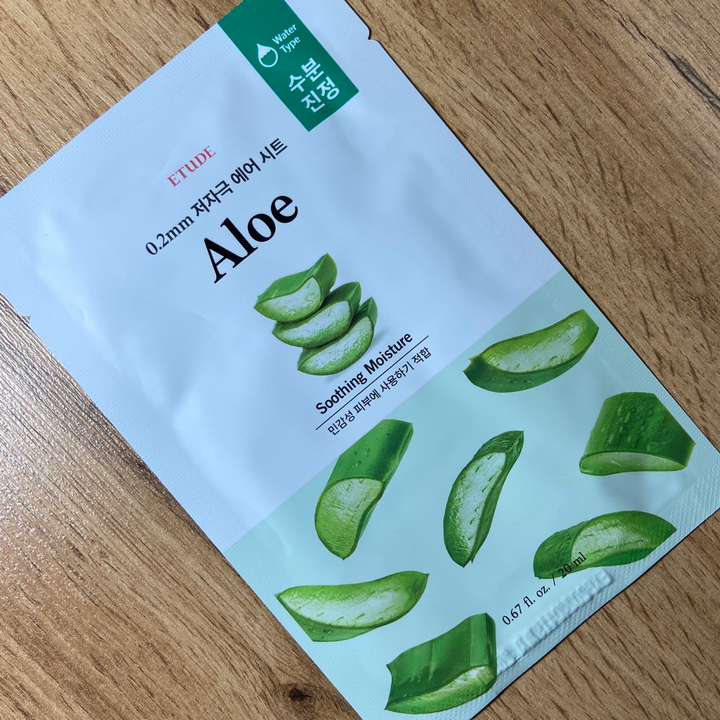 Water
Type
수분
진정
ETUDE
0.2mm 저자극 에어 시트
Aloe
Soothing Moisture
민감성 피부에 사용하기 적합
0.67 fl. oz. / 20 ml